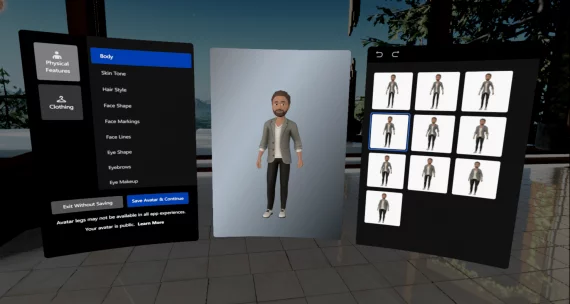 Physical
Features
Clothing
Body
Skin Tone
Hair Style
Face Shape
Face Markings
Face Lines
Eye Shape
Eyebrows
Eye Makeup
Exit Without Saving
Save Avatar & Continue
Avatar legs may not be available in all app experiences.
Your avatar is public. Learn More